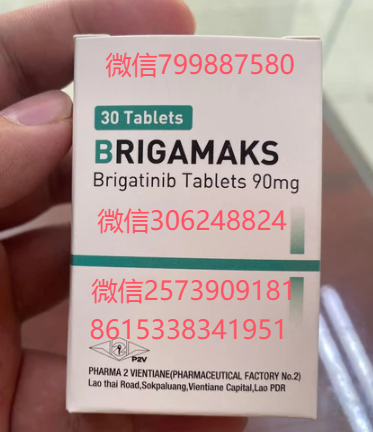 微信799887580
30 Tablets
BRIGAMAKS
Brigatinib Tablets 90mg
微信306248824
微信2573909181
8615338341951
P2V
PHARMA 2 VIENTIANE(PHARMACEUTICAL FACTORY No.2)
Lao thai Road,Sokpaluang,Vientiane Capital,Lao PDR